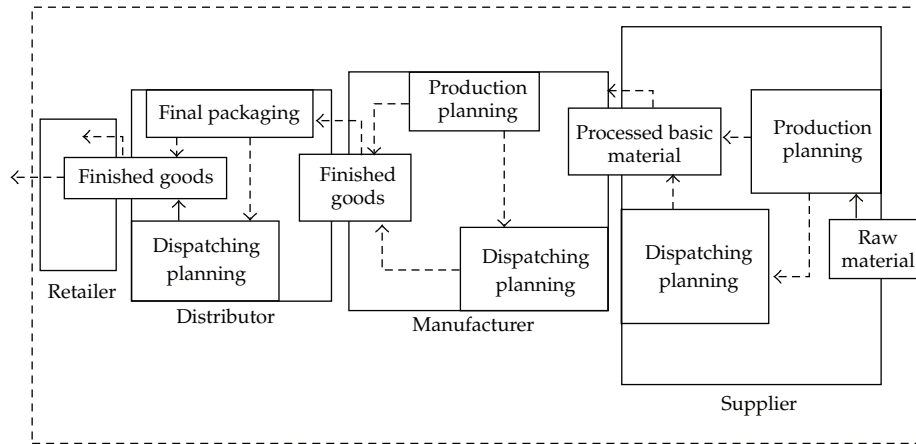 Final packaging
Finished goods
Dispatching
planning
Retailer
Distributor
Production
planning
Finished
goods
Dispatching
planning
Manufacturer
Processed basic
material
Production
planning
Dispatching
planning
Raw
material
Supplier